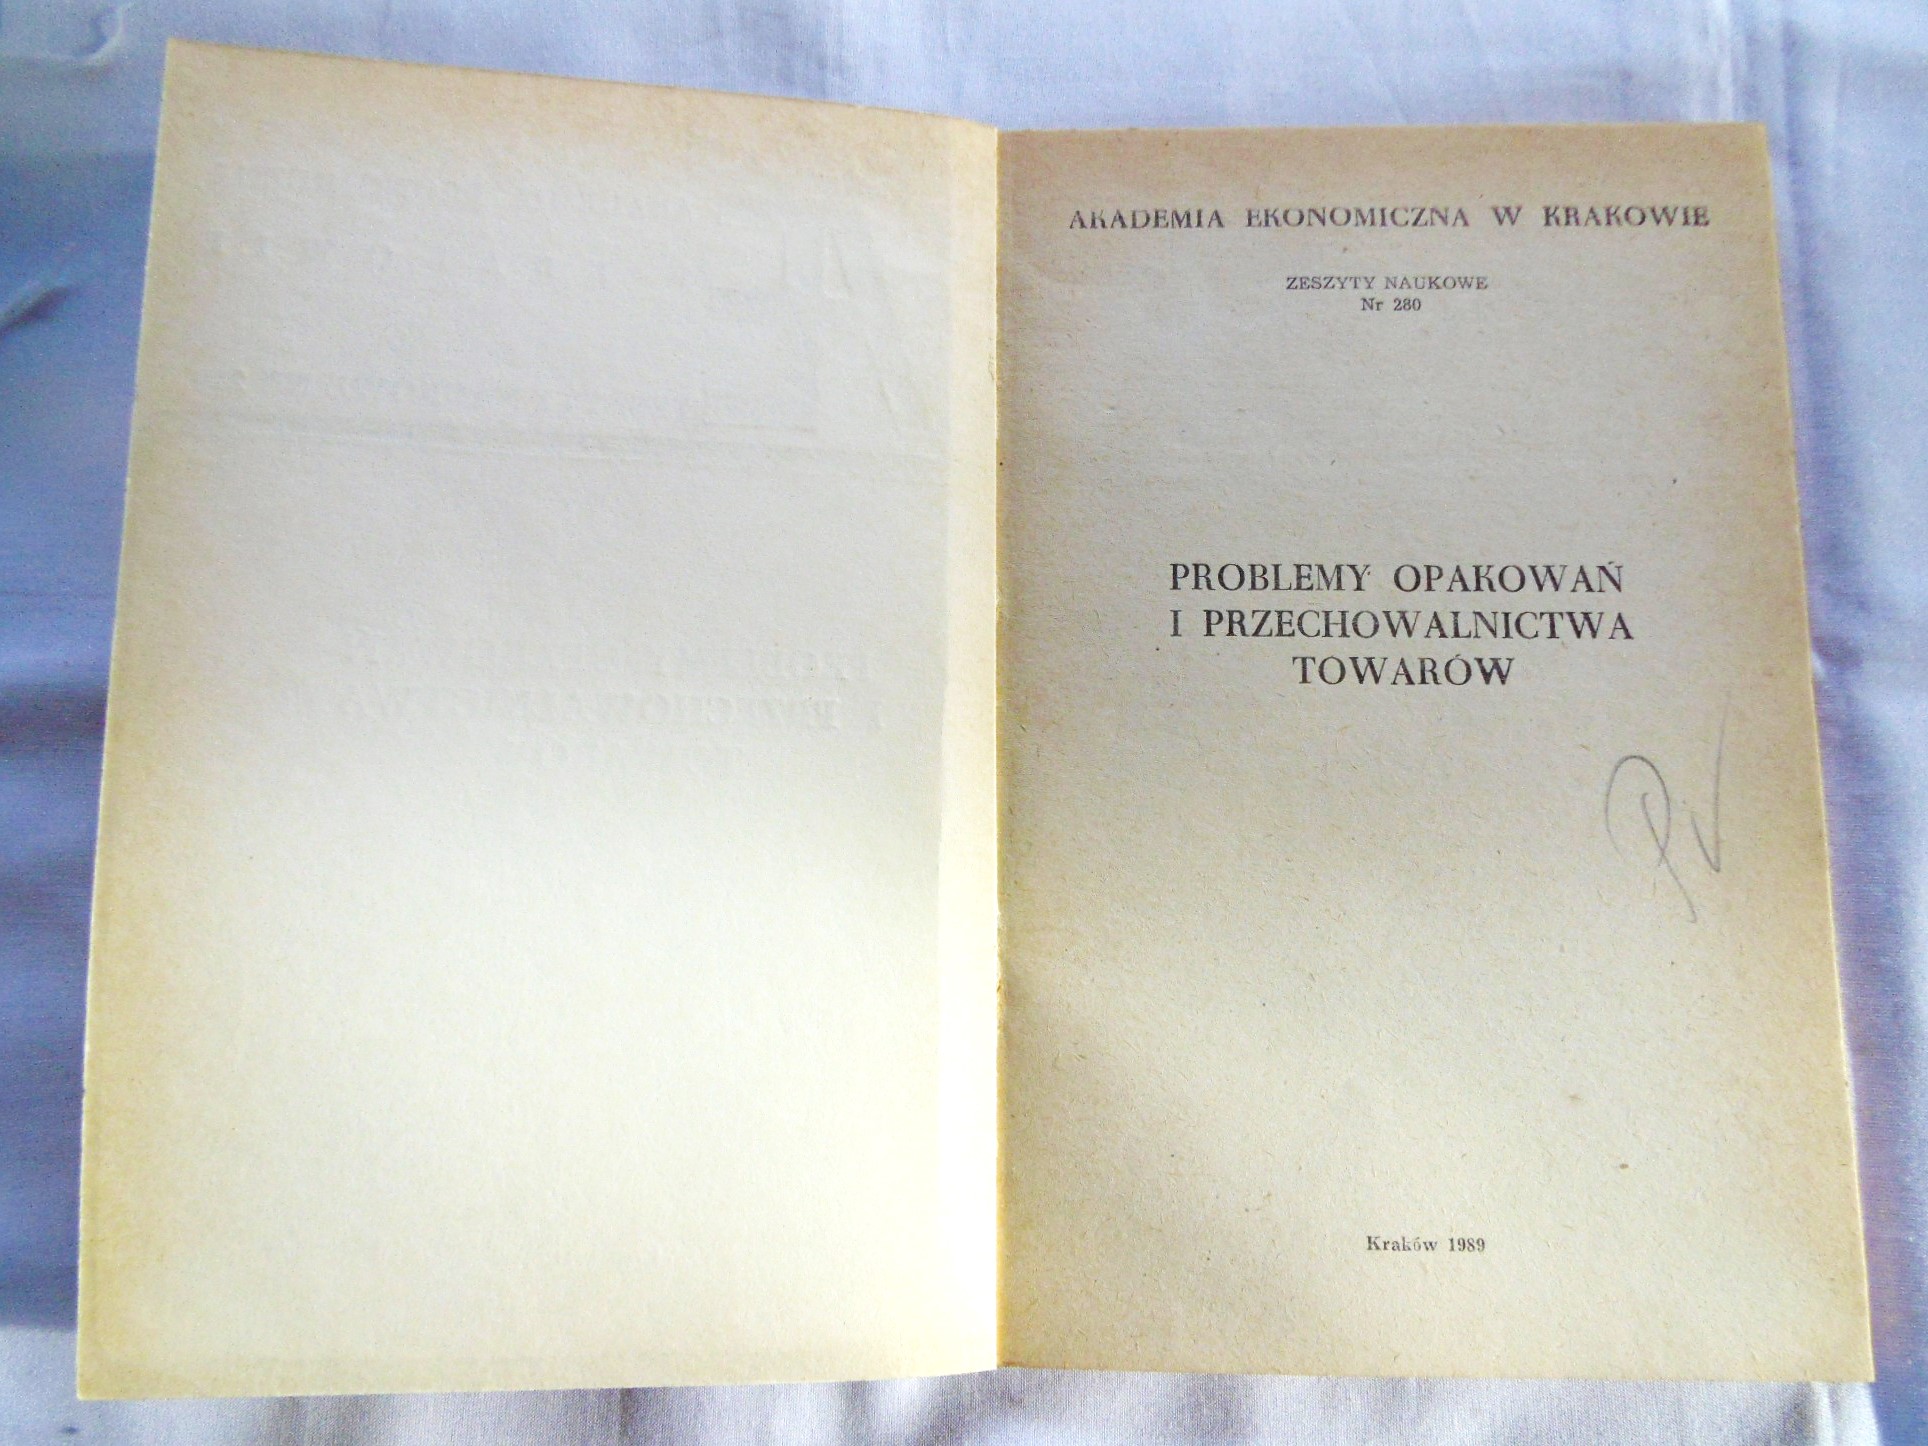 AKADEMIA EKONOMICZNA W KRAKOWIE
ZESZYTY NAUKOWE
Nr 280
PROBLEMY OPAKOWAŃ
I PRZECHOWALNICTWA
TOWARÓW
Kraków 1989